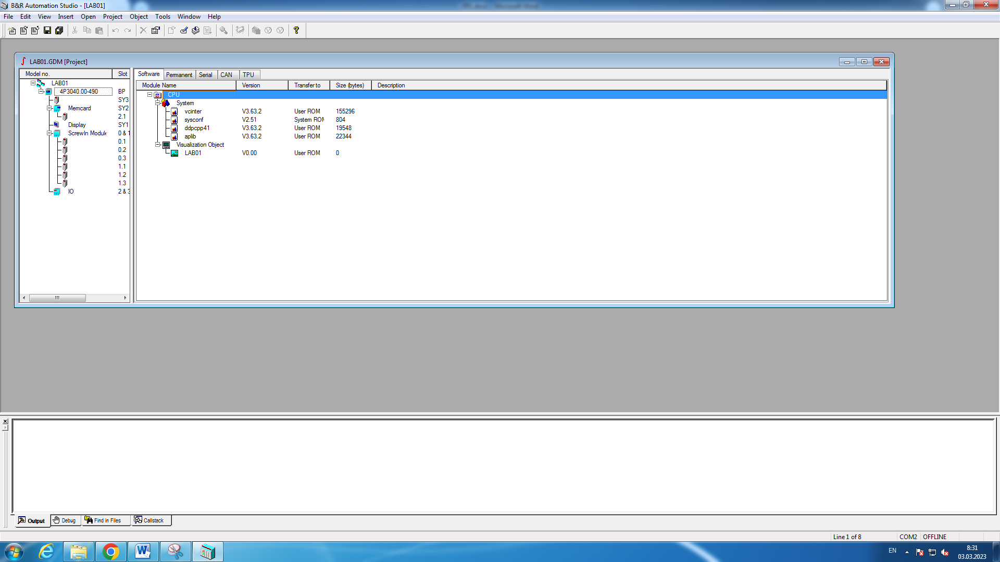 B&R Automation Studio - [LAB01]
File Edit View Insert Open Project Object Tools Window Help
LAB01.GDM [Project]
Model no. Slot
LAB01
4P3040.00-490 BP
SY3
Memcard SY2
2.1
Display SY1
ScrewIn Module 0 & 1
0.1
0.2
0.3
1.1
1.2
1.3
IO 2 & 3
Software Permanent Serial CAN TPU
Module Name Version Transfer to Size (bytes) Description
CPU
System
vcinter V3.63.2 User ROM 155296
sysconf V2.51 System ROM 804
ddpcpp41 V3.63.2 User ROM 19548
aplib V3.63.2 User ROM 22344
Visualization Object
LAB01 V0.00 User ROM 0
Output Debug Find in Files Callstack
Line 1 of 8 COM2 OFFLINE
EN 8:31
03.03.2023